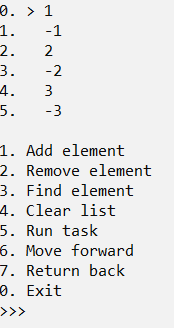 0. > 1
1.   -1
2.   2
3.   -2
4.   3
5.   -3

1. Add element
2. Remove element
3. Find element
4. Clear list
5. Run task
6. Move forward
7. Return back
0. Exit
>>>